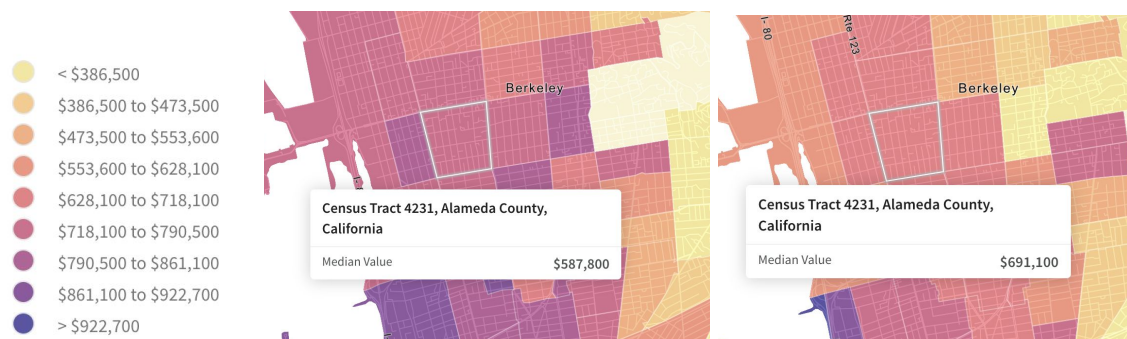 < $386,500
$386,500 to $473,500
$473,500 to $553,600
$553,600 to $628,100
$628,100 to $718,100
$718,100 to $790,500
$790,500 to $861,100
$861,100 to $922,700
> $922,700
Berkeley
Census Tract 4231, Alameda County,
California
Median Value $587,800
I- 80
Rte 123
Berkeley
Census Tract 4231, Alameda County,
California
Median Value $691,100